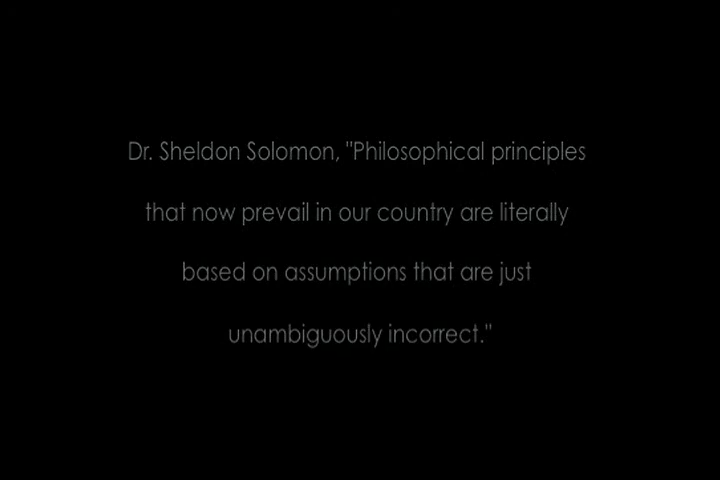 Dr. Sheldon Solomon, "Philosophical principles
that now prevail in our country are literally
based on assumptions that are just
unambiguously incorrect."